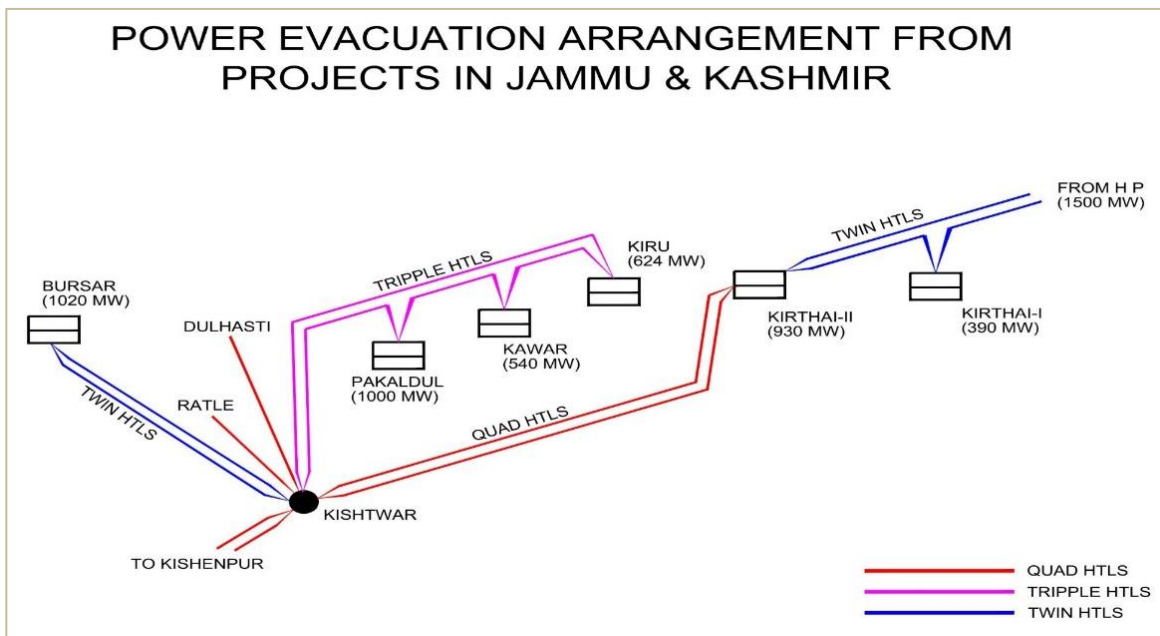 POWER EVACUATION ARRANGEMENT FROM
PROJECTS IN JAMMU & KASHMIR
FROM H P
(1500 MW)
TWIN HTLS
KIRU
(624 MW)
TRIPPLE HTLS
BURSAR
(1020 MW)
DULHASTI
KIRTHAI-II
(930 MW)
KIRTHAI-I
(390 MW)
KAWAR
(540 MW)
PAKALDUL
(1000 MW)
RATLE
TWIN HTLS
QUAD HTLS
KISHTWAR
TO KISHENPUR
QUAD HTLS
TRIPPLE HTLS
TWIN HTLS